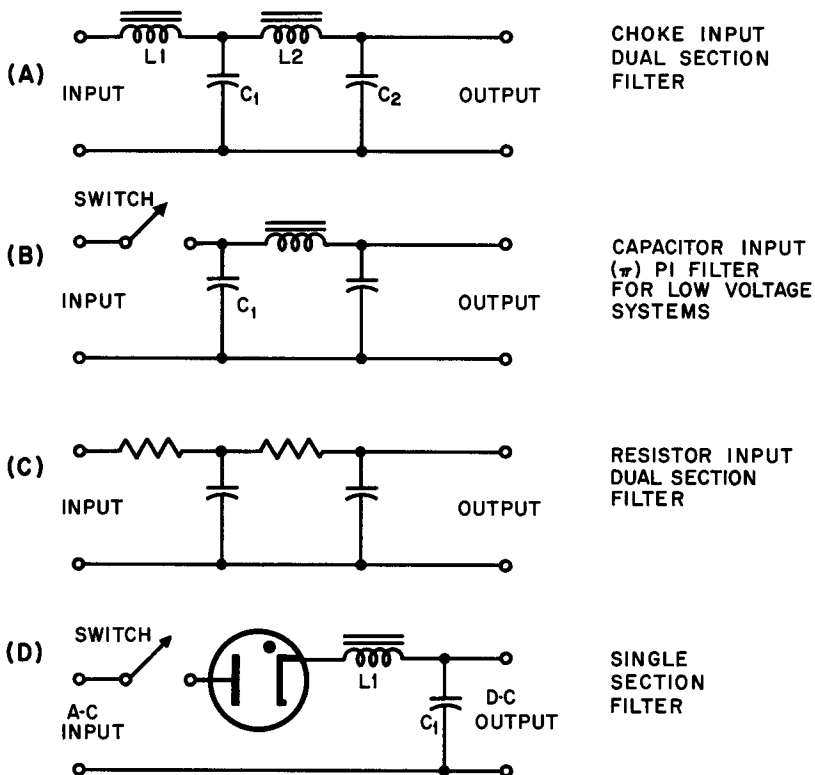 (A)
L1
L2
C1
C2
INPUT
OUTPUT
CHOKE INPUT
DUAL SECTION
FILTER
(B)
SWITCH
C1
INPUT
OUTPUT
CAPACITOR INPUT
(π) PI FILTER
FOR LOW VOLTAGE
SYSTEMS
(C)
INPUT
OUTPUT
RESISTOR INPUT
DUAL SECTION
FILTER
(D)
SWITCH
A-C
INPUT
L1
C1
D-C
OUTPUT
SINGLE
SECTION
FILTER